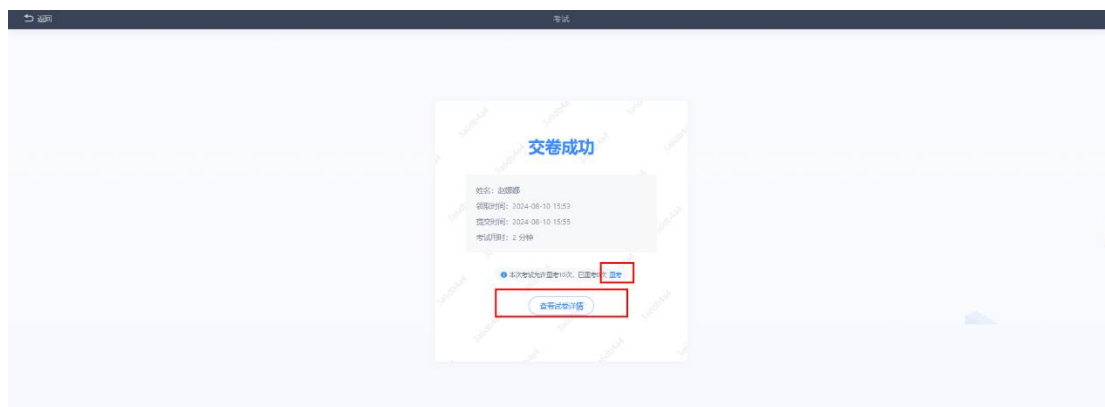 返回
考试
交卷成功
姓名：赵娜娜
领取时间：2024-08-10 15:53
提交时间：2024-08-10 15:55
考试用时：2 分钟
本次考试允许重考10次，已重考0次 重考
查看试卷详情